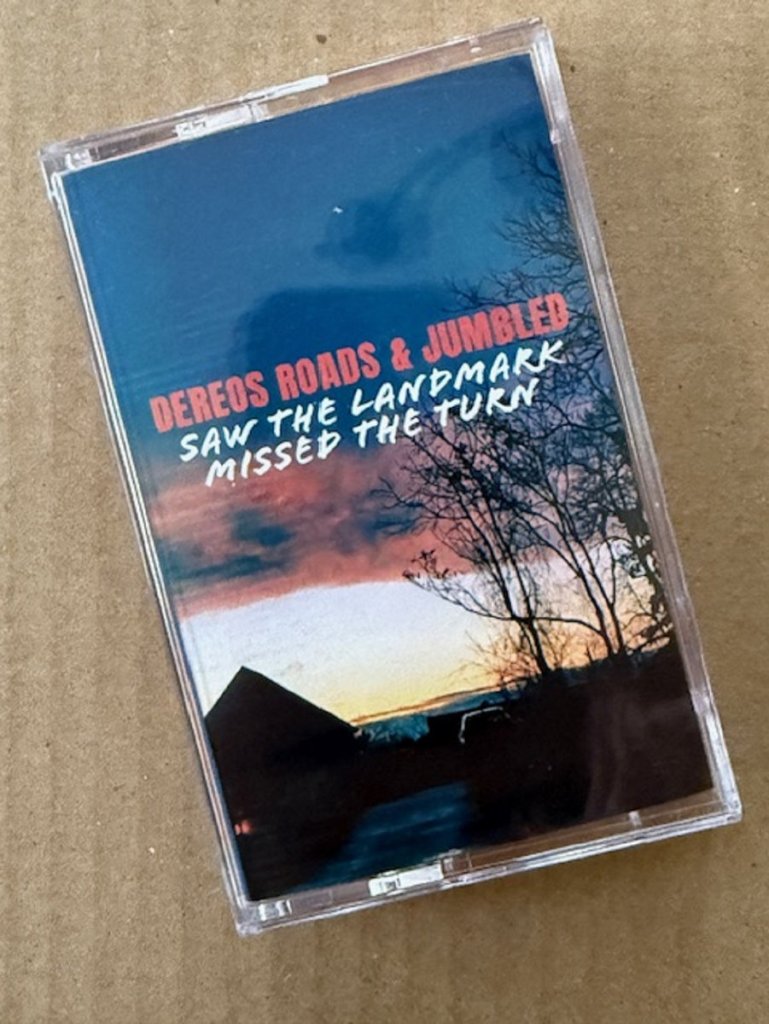 DEREOS ROADS & JUMBLED
SAW THE LANDMARK
MISSED THE TURN